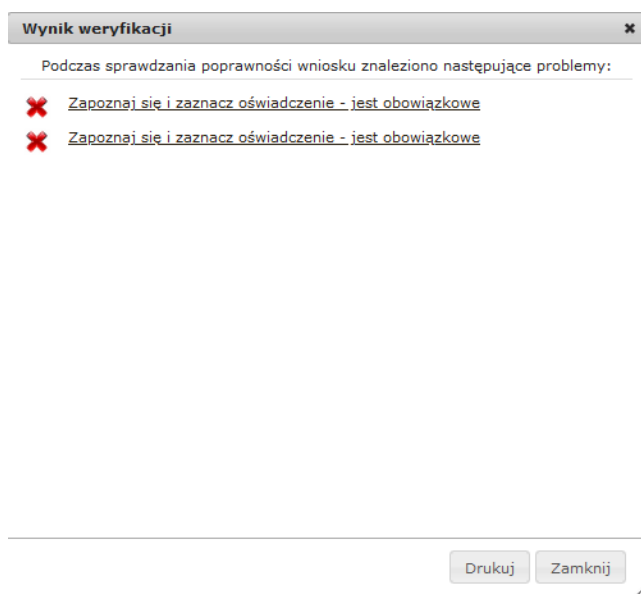 Wynik weryfikacji
Podczas sprawdzania poprawności wniosku znaleziono następujące problemy:
Zapoznaj się i zaznacz oświadczenie - jest obowiązkowe
Zapoznaj się i zaznacz oświadczenie - jest obowiązkowe
Drukuj Zamknij